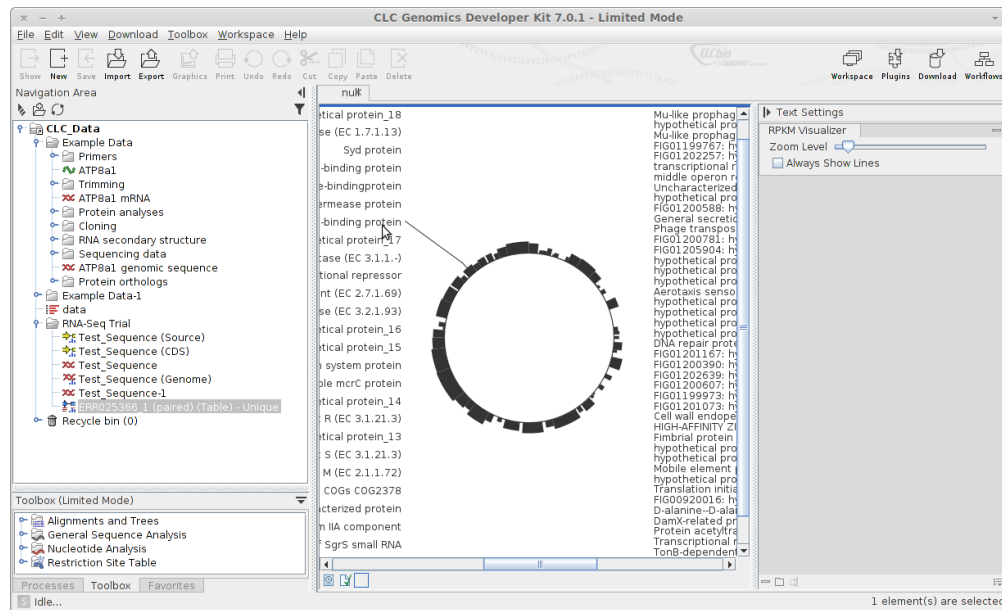 CLC Genomics Developer Kit 7.0.1 - Limited Mode
File Edit View Download Toolbox Workspace Help
Show New Save Import Export Graphics Print Undo Redo Cut Copy Paste Delete
CLCbio
Workspace Plugins Download Workflows
Navigation Area
CLC_Data
Example Data
Primers
ATP8a1
Trimming
ATP8a1 mRNA
Protein analyses
Cloning
RNA secondary structure
Sequencing data
ATP8a1 genomic sequence
Protein orthologs
Example Data-1
data
RNA-Seq Trial
Test_Sequence (Source)
Test_Sequence (CDS)
Test_Sequence
Test_Sequence (Genome)
Test_Sequence-1
ERR025366_1 (paired) (Table) - Unique
Recycle bin (0)
Toolbox (Limited Mode)
Alignments and Trees
General Sequence Analysis
Nucleotide Analysis
Restriction Site Table
Processes Toolbox Favorites
Idle...
null*
etical protein_18
se (EC 1.7.1.13)
Syd protein
-binding protein
e-bindingprotein
ermease protein
-binding protein
etical protein_17
case (EC 3.1.1.-)
tional repressor
nt (EC 2.7.1.69)
se (EC 3.2.1.93)
etical protein_16
etical protein_15
n system protein
ole mcrC protein
etical protein_14
R (EC 3.1.21.3)
etical protein_13
S (EC 3.1.21.3)
M (EC 2.1.1.72)
COGs COG2378
acterized protein
n IIA component
f SgrS small RNA
Mu-like prophag
hypothetical pro
Mu-like prophag
FIG01199767: hy
FIG01202257: hy
transcriptional r
middle operon r
Uncharacterized
hypothetical pro
FIG01200588: hy
General secretic
Phage transpos
FIG01200781: hy
FIG01205904: hy
hypothetical pro
hypothetical pro
hypothetical pro
Aerotaxis senso
hypothetical pro
hypothetical pro
hypothetical pro
hypothetical pro
DNA repair prote
FIG01201167: hy
FIG01200390: hy
FIG01202639: hy
FIG01200607: hy
FIG01199973: hy
FIG01201073: hy
Cell wall endope
HIGH-AFFINITY ZI
Fimbrial protein
hypothetical pro
hypothetical pro
Mobile element p
hypothetical pro
Translation initia
FIG00920016: hy
D-alanine--D-alai
DamX-related pr
Protein acetyltra
Transcriptional r
TonB-dependent
Text Settings
RPKM Visualizer
Zoom Level
Always Show Lines
1 element(s) are selected